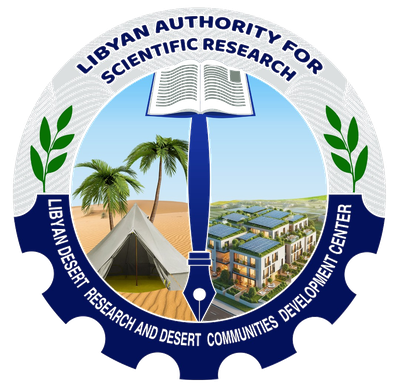 LIBYAN AUTHORITY FOR
SCIENTIFIC RESEARCH
LIBYAN DESERT RESEARCH AND DESERT COMMUNITIES DEVELOPMENT CENTER